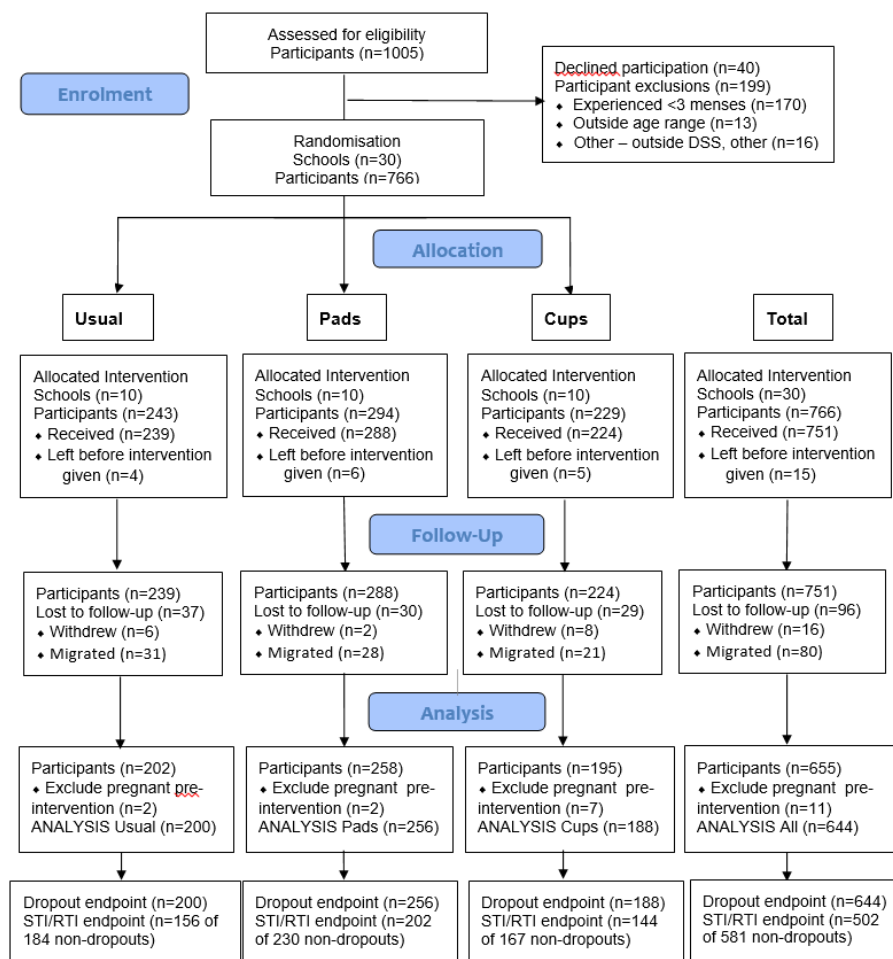 Assessed for eligibility
Participants (n=1005)
Enrolment
Declined participation (n=40)
Participant exclusions (n=199)
⬥ Experienced <3 menses (n=170)
⬥ Outside age range (n=13)
⬥ Other – outside DSS, other (n=16)
Randomisation
Schools (n=30)
Participants (n=766)
Allocation
Usual
Pads
Cups
Total
Allocated Intervention
Schools (n=10)
Participants (n=243)
⬥ Received (n=239)
⬥ Left before intervention
given (n=4)
Allocated Intervention
Schools (n=10)
Participants (n=294)
⬥ Received (n=288)
⬥ Left before intervention
given (n=6)
Allocated Intervention
Schools (n=10)
Participants (n=229)
⬥ Received (n=224)
⬥ Left before intervention
given (n=5)
Allocated Intervention
Schools (n=30)
Participants (n=766)
⬥ Received (n=751)
⬥ Left before intervention
given (n=15)
Follow-Up
Participants (n=239)
Lost to follow-up (n=37)
⬥ Withdrew (n=6)
⬥ Migrated (n=31)
Participants (n=288)
Lost to follow-up (n=30)
⬥ Withdrew (n=2)
⬥ Migrated (n=28)
Participants (n=224)
Lost to follow-up (n=29)
⬥ Withdrew (n=8)
⬥ Migrated (n=21)
Participants (n=751)
Lost to follow-up (n=96)
⬥ Withdrew (n=16)
⬥ Migrated (n=80)
Analysis
Participants (n=202)
⬥ Exclude pregnant pre-
intervention (n=2)
ANALYSIS Usual (n=200)
Participants (n=258)
⬥ Exclude pregnant pre-
intervention (n=2)
ANALYSIS Pads (n=256)
Participants (n=195)
⬥ Exclude pregnant pre-
intervention (n=7)
ANALYSIS Cups (n=188)
Participants (n=655)
⬥ Exclude pregnant pre-
intervention (n=11)
ANALYSIS All (n=644)
Dropout endpoint (n=200)
STI/RTI endpoint (n=156 of
184 non-dropouts)
Dropout endpoint (n=256)
STI/RTI endpoint (n=202
of 230 non-dropouts)
Dropout endpoint (n=188)
STI/RTI endpoint (n=144
of 167 non-dropouts)
Dropout endpoint (n=644)
STI/RTI endpoint (n=502
of 581 non-dropouts)